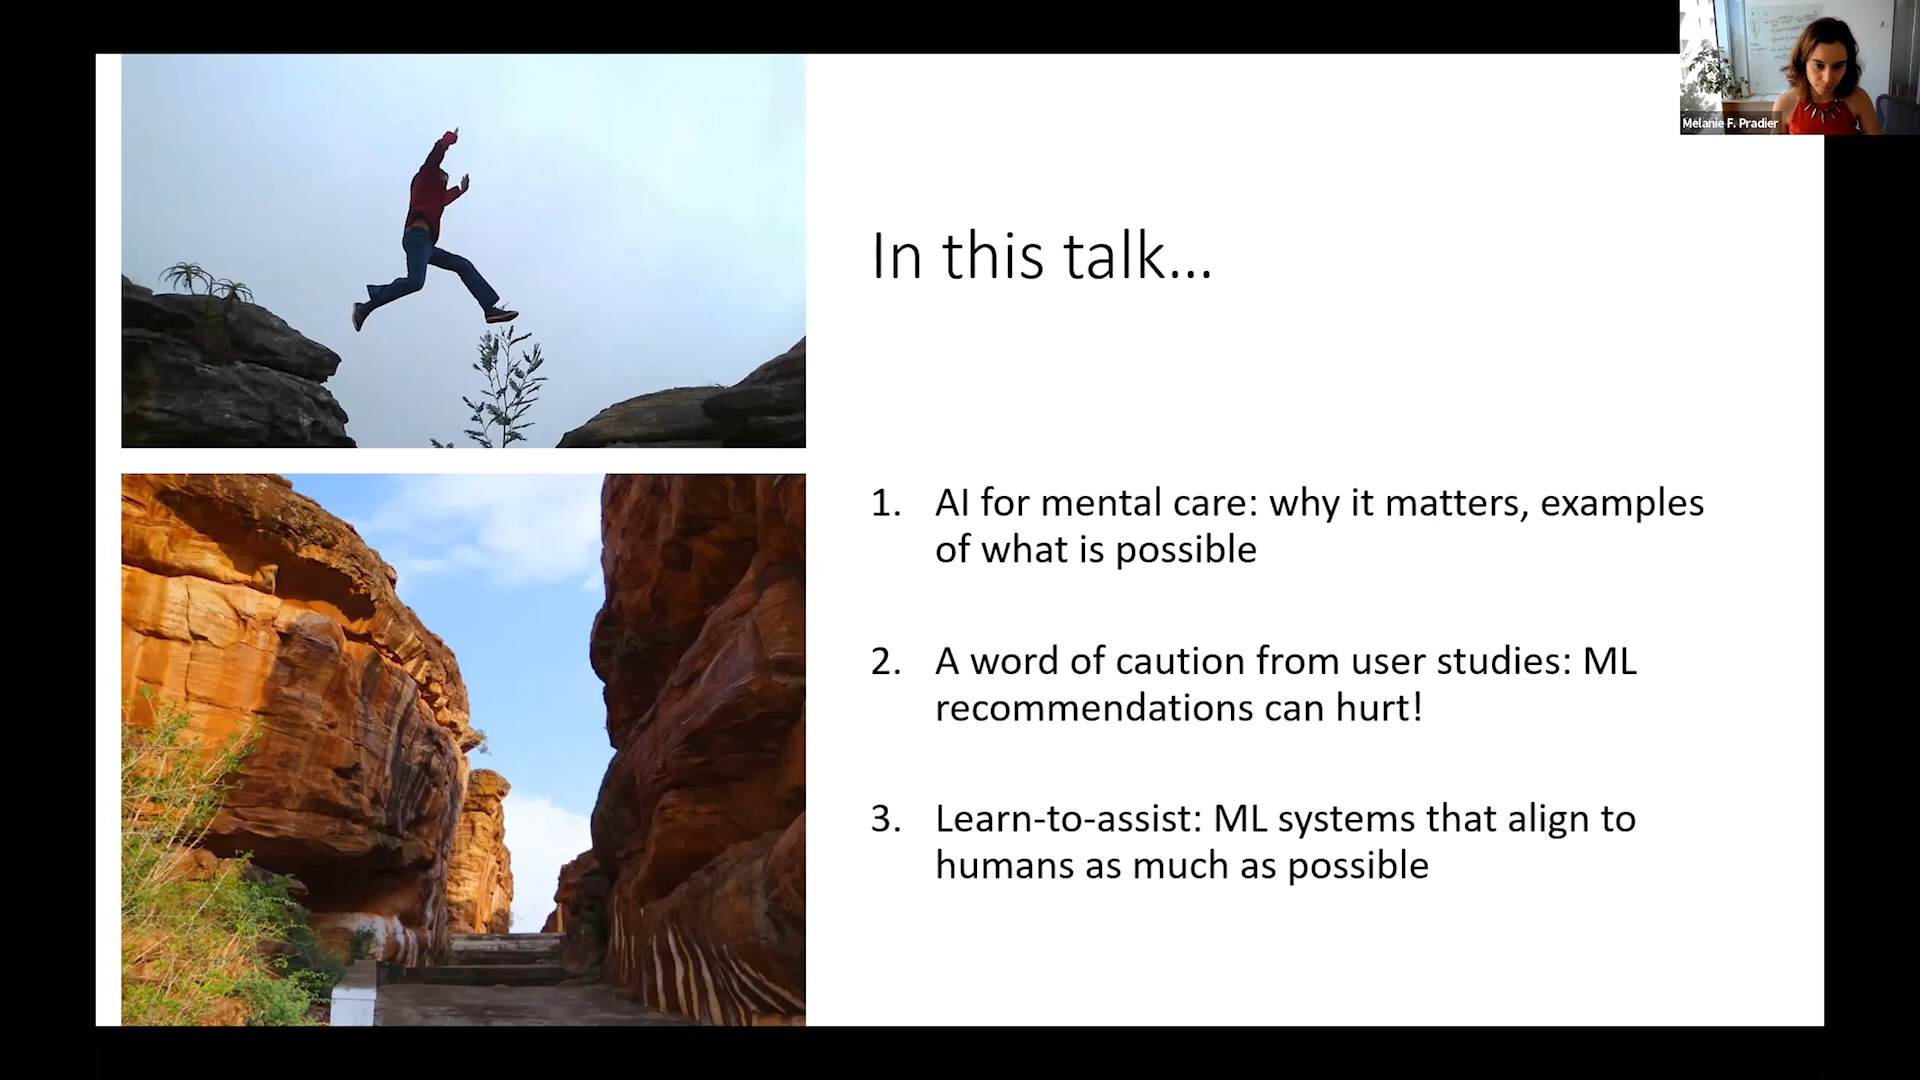 Melanie F. Pradier
In this talk...
1. AI for mental care: why it matters, examples
of what is possible
2. A word of caution from user studies: ML
recommendations can hurt!
3. Learn-to-assist: ML systems that align to
humans as much as possible